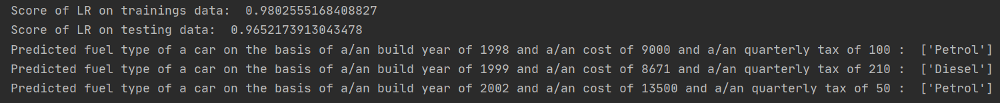 Score of LR on trainings data:  0.9802555168408827
Score of LR on testing data:  0.9652173913043478
Predicted fuel type of a car on the basis of a/an build year of 1998 and a/an cost of 9000 and a/an quarterly tax of 100 :  ['Petrol']
Predicted fuel type of a car on the basis of a/an build year of 1999 and a/an cost of 8671 and a/an quarterly tax of 210 :  ['Diesel']
Predicted fuel type of a car on the basis of a/an build year of 2002 and a/an cost of 13500 and a/an quarterly tax of 50 :  ['Petrol']